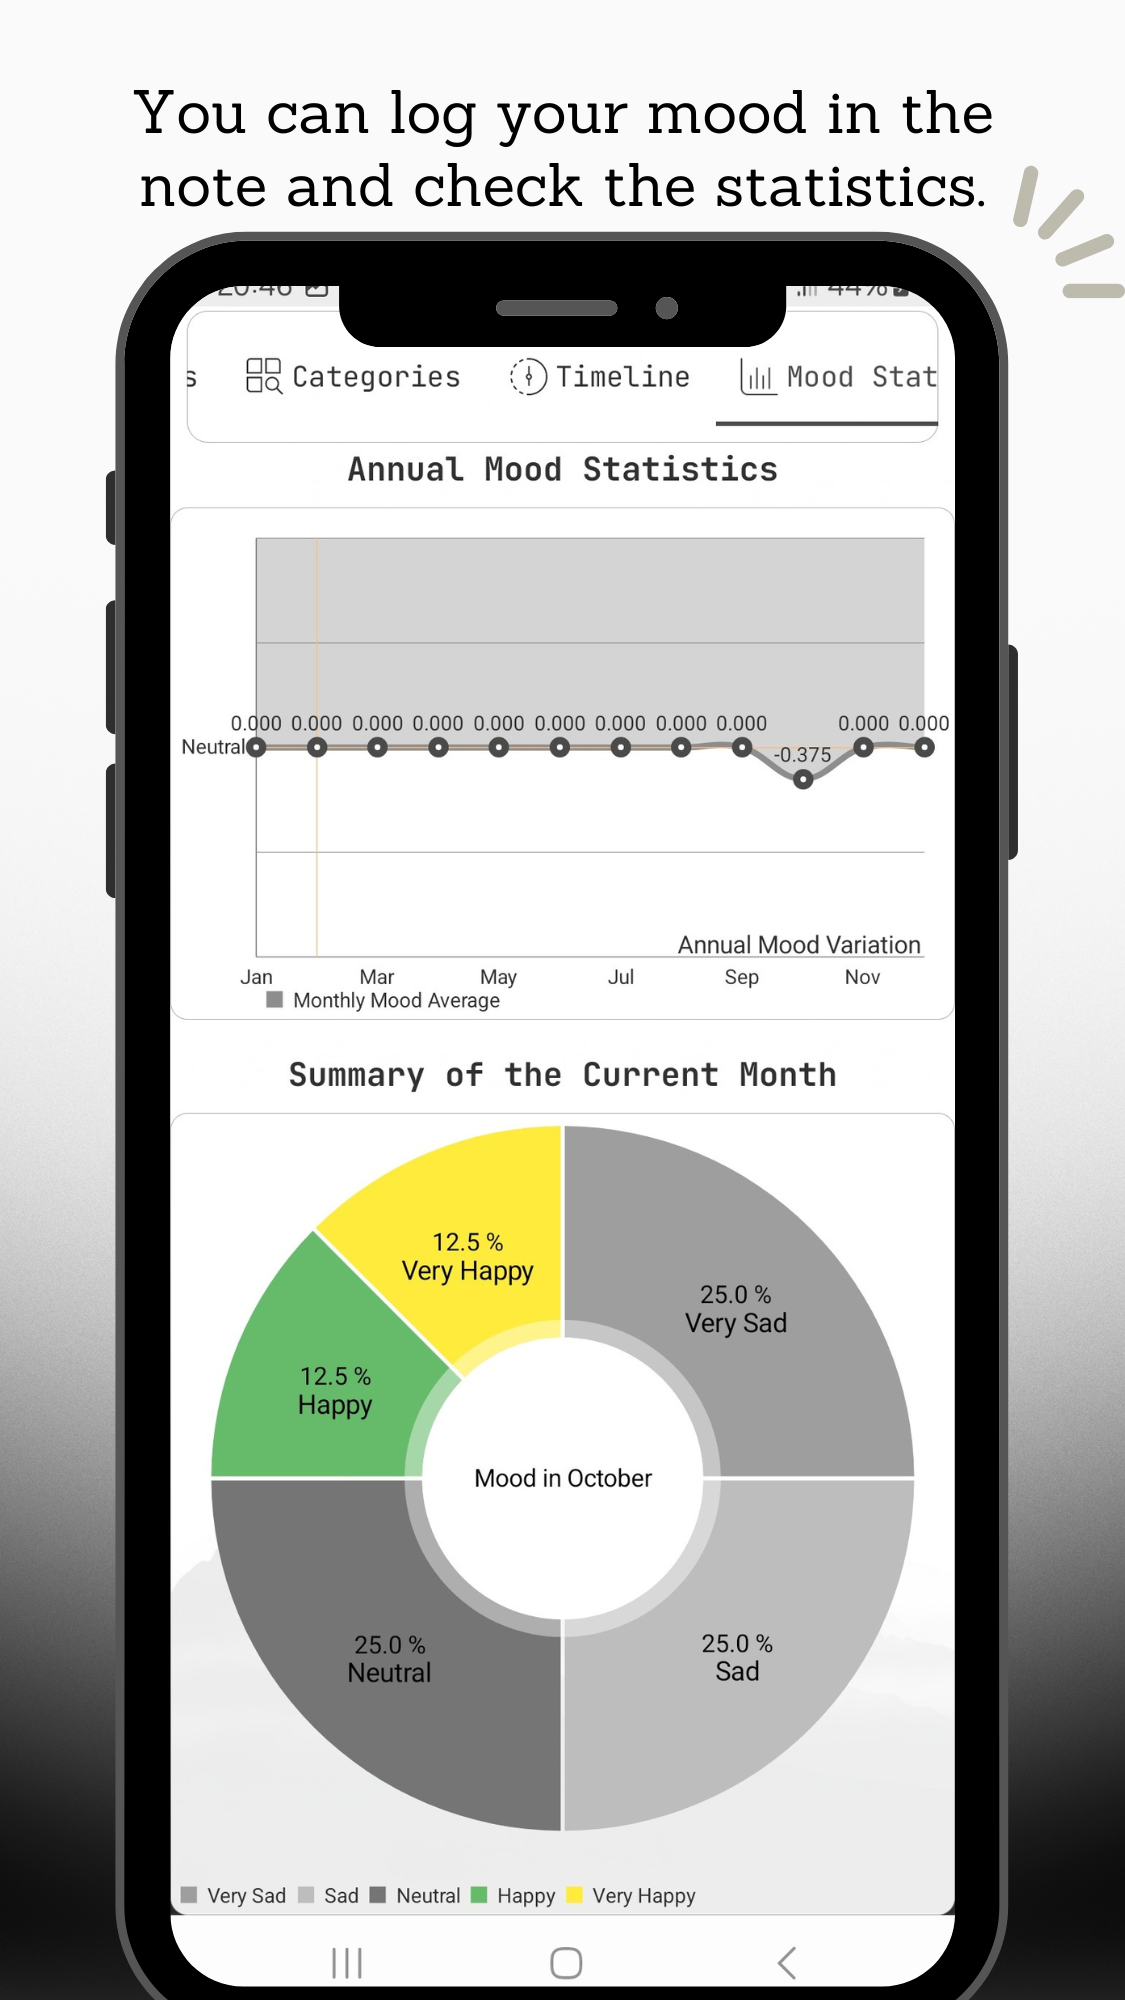 You can log your mood in the
note and check the statistics.
20:46 44%
s Categories Timeline Mood Stat
Annual Mood Statistics
0.000 0.000 0.000 0.000 0.000 0.000 0.000 0.000 0.000 0.000 0.000
Neutral -0.375
Annual Mood Variation
Jan Mar May Jul Sep Nov
Monthly Mood Average
Summary of the Current Month
12.5 %
Very Happy
25.0 %
Very Sad
12.5 %
Happy
Mood in October
25.0 %
Neutral
25.0 %
Sad
Very Sad Sad Neutral Happy Very Happy